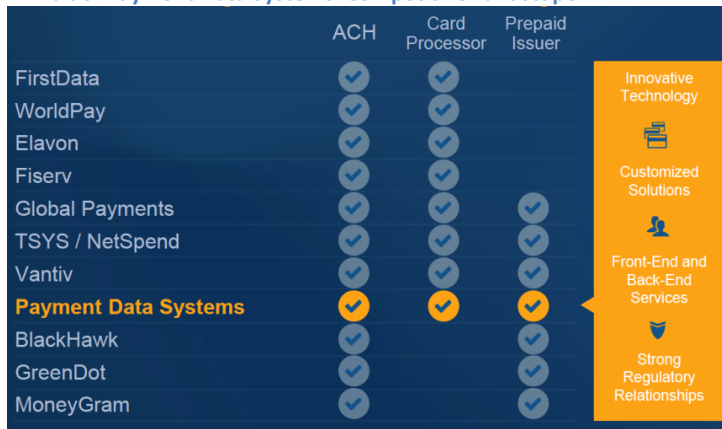 ACH
Card
Processor
Prepaid
Issuer
FirstData
WorldPay
Elavon
Fiserv
Global Payments
TSYS / NetSpend
Vantiv
Payment Data Systems
BlackHawk
GreenDot
MoneyGram
Innovative
Technology
Customized
Solutions
Front-End and
Back-End
Services
Strong
Regulatory
Relationships